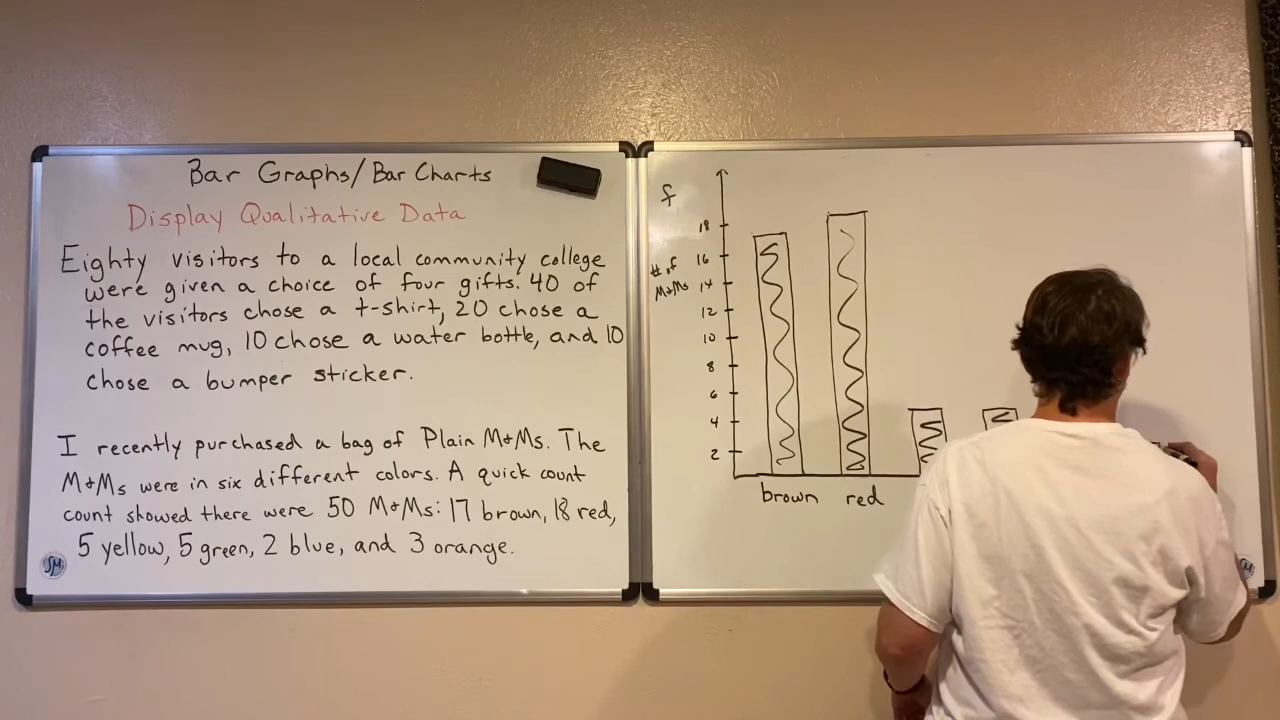 Bar Graphs/Bar Charts
Display Qualitative Data
Eighty visitors to a local community college
were given a choice of four gifts. 40 of
the visitors chose a t-shirt, 20 chose a
coffee mug, 10 chose a water bottle, and 10
chose a bumper sticker.
I recently purchased a bag of Plain M+Ms. The
M+Ms were in six different colors. A quick count
count showed there were 50 M+Ms: 17 brown, 18 red,
5 yellow, 5 green, 2 blue, and 3 orange.
SM
f
# of
M+Ms
18
16
14
12
10
8
6
4
2
brown red
SM